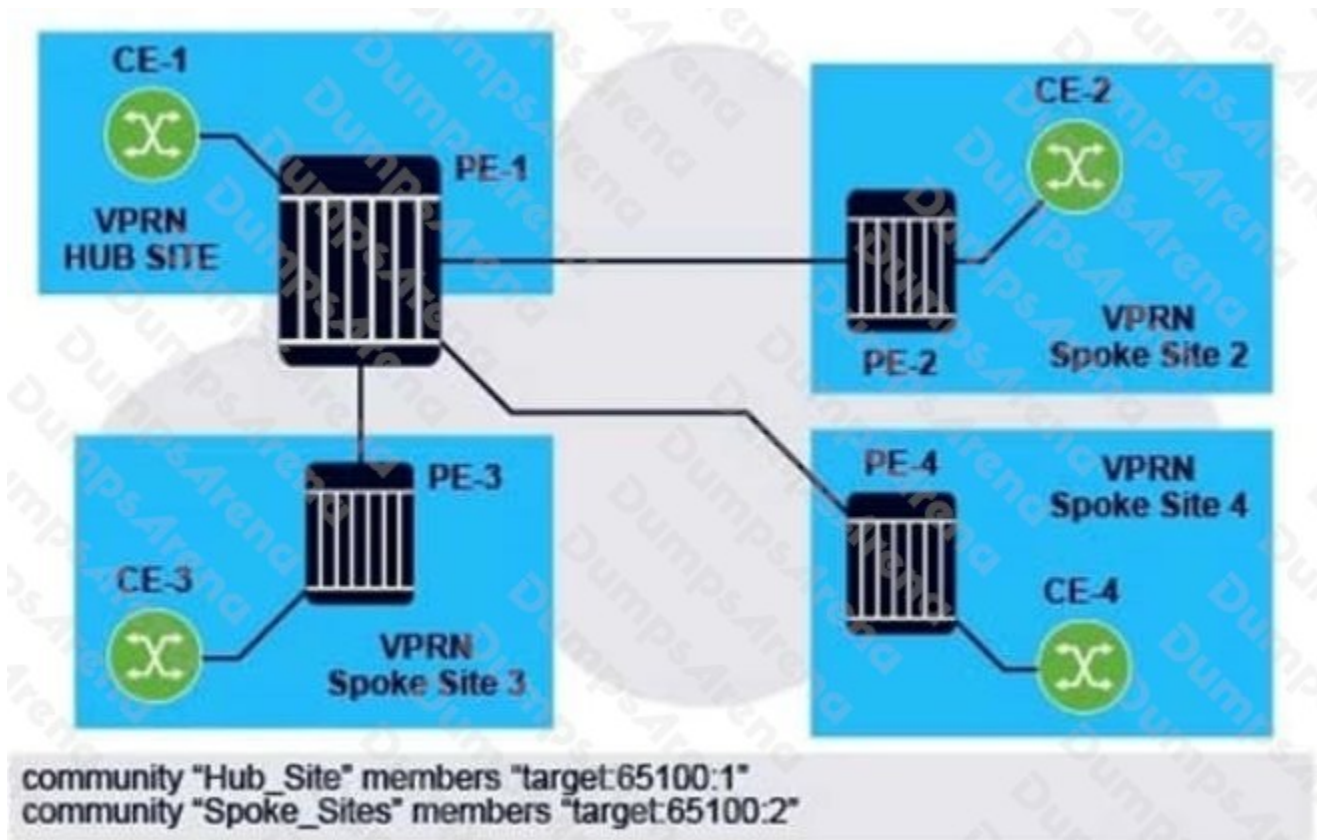 CE-1
PE-1
VPRN
HUB SITE
CE-2
PE-2
VPRN
Spoke Site 2
PE-3
CE-3
VPRN
Spoke Site 3
PE-4
VPRN
Spoke Site 4
CE-4
community "Hub_Site" members "target:65100:1"
community "Spoke_Sites" members "target:65100:2"
DumpsArena